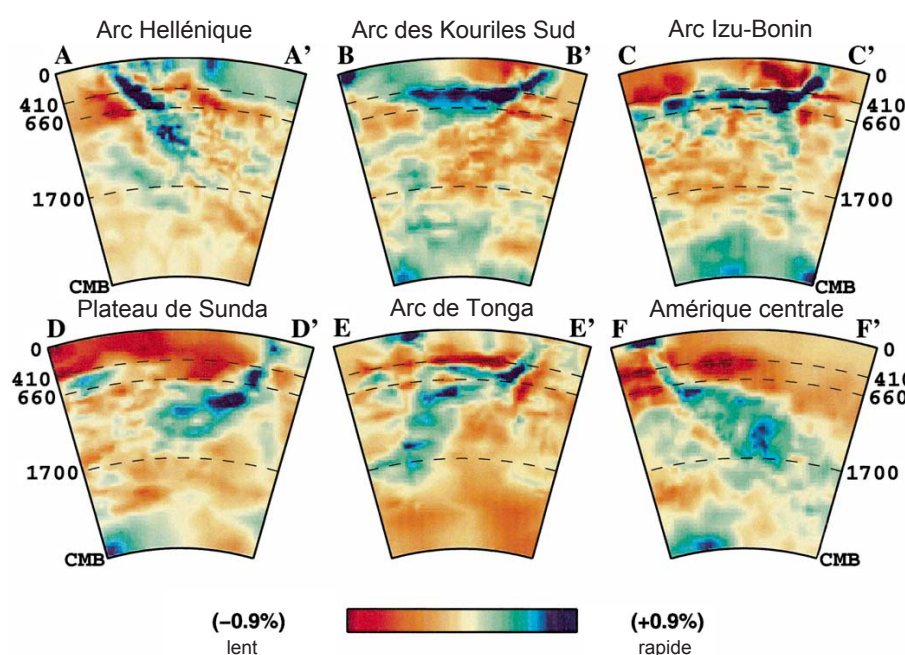 Arc Hellénique
Arc des Kouriles Sud
Arc Izu-Bonin
A A’ B B’ C C’
0 0
410 410
660 660
1700 1700
CMB
Plateau de Sunda
Arc de Tonga
Amérique centrale
D D’ E E’ F F’
0 0
410 410
660 660
1700 1700
CMB CMB
(−0.9%) (+0.9%)
lent rapide